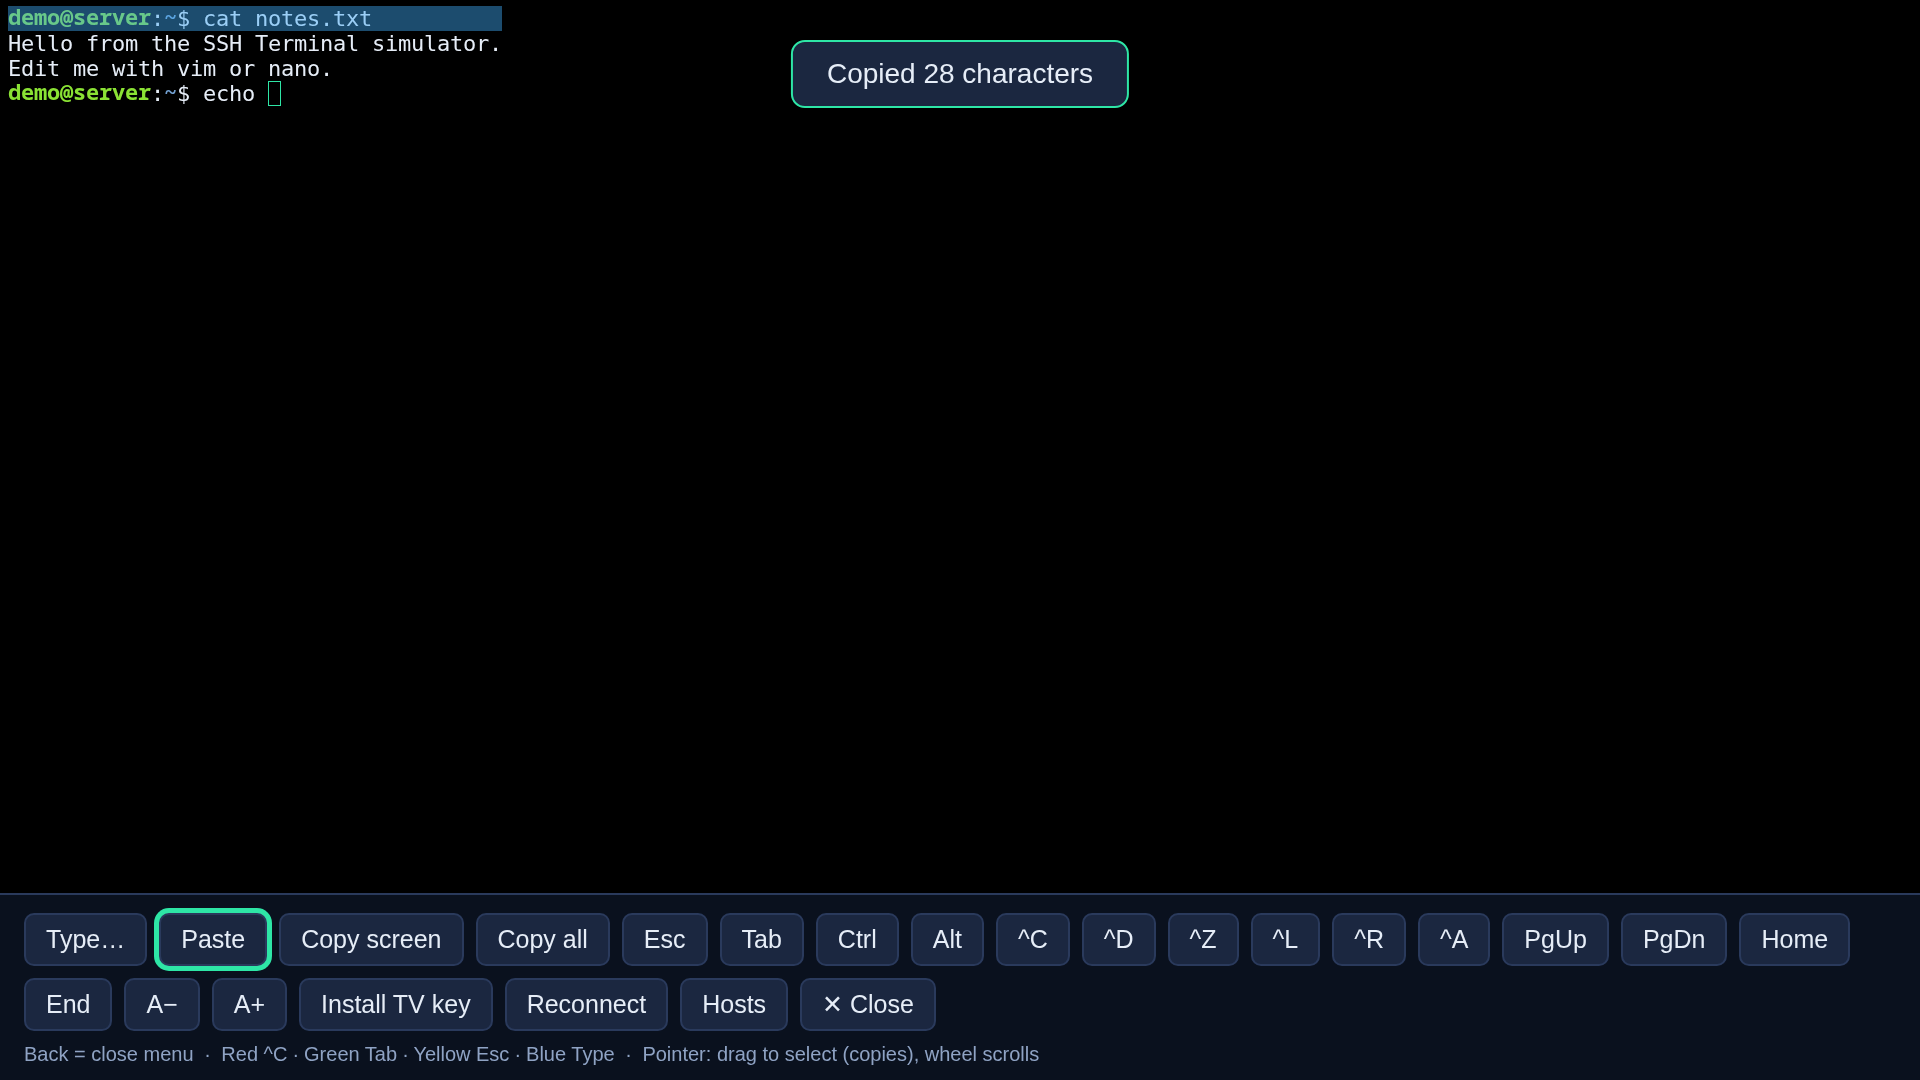 demo@server:~$ cat notes.txt
Hello from the SSH Terminal simulator.
Edit me with vim or nano.
demo@server:~$ echo
Copied 28 characters
Type… Paste Copy screen Copy all Esc Tab Ctrl Alt ^C ^D ^Z ^L ^R ^A PgUp PgDn Home
End A− A+ Install TV key Reconnect Hosts ✕ Close
Back = close menu · Red ^C · Green Tab · Yellow Esc · Blue Type · Pointer: drag to select (copies), wheel scrolls